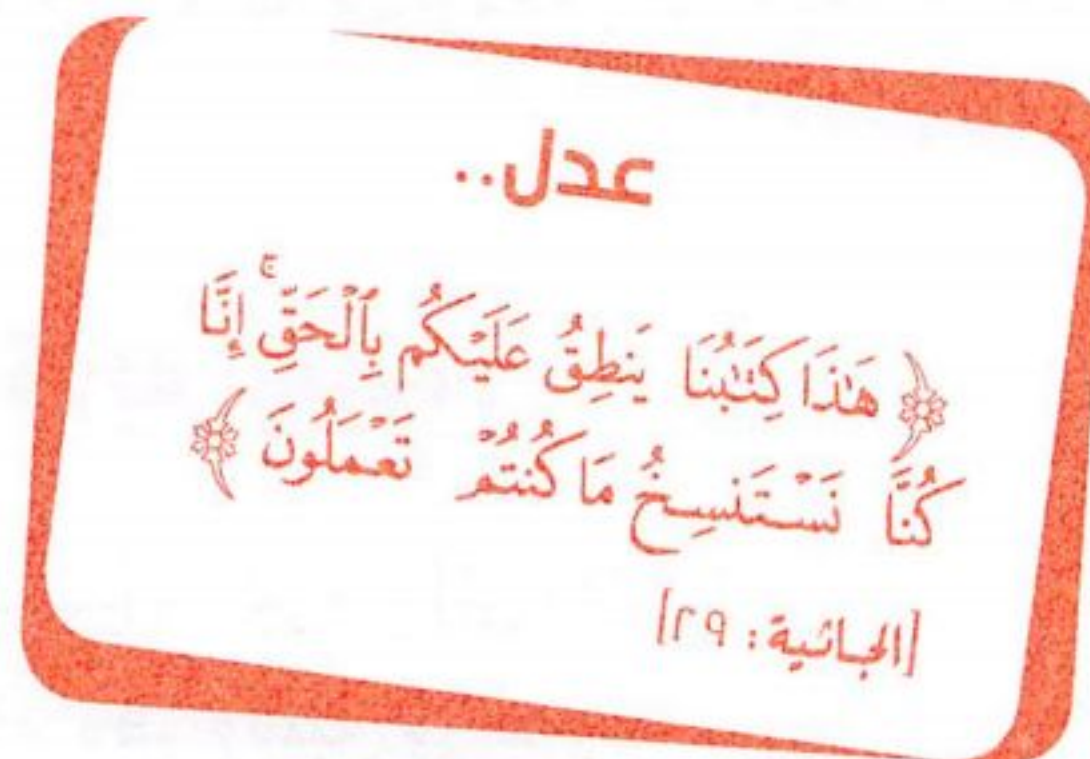 عدل..
﴿ هَٰذَا كِتَٰبُنَا يَنطِقُ عَلَيْكُم بِٱلْحَقِّ ۚ إِنَّا
كُنَّا نَسْتَنسِخُ مَا كُنتُمْ تَعْمَلُونَ ﴾
[الجاثية: ٢٩]